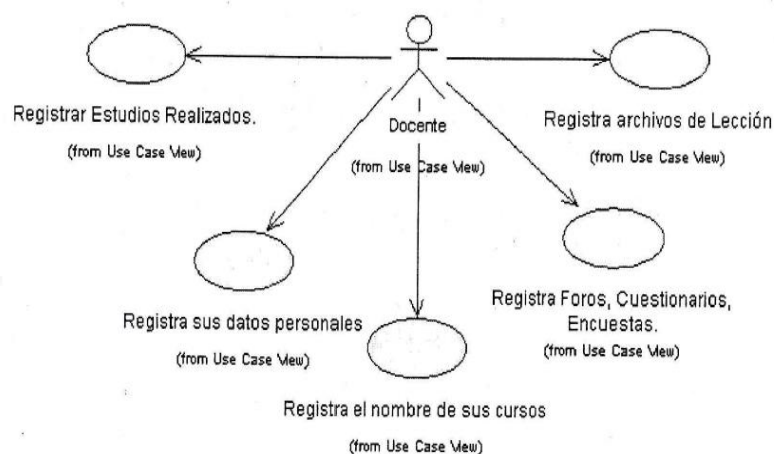 Registrar Estudios Realizados.
(from Use Case View)
Docente
(from Use Case View)
Registra archivos de Lección
(from Use Case View)
Registra sus datos personales
(from Use Case View)
Registra Foros, Cuestionarios,
Encuestas.
(from Use Case View)
Registra el nombre de sus cursos
(from Use Case View)